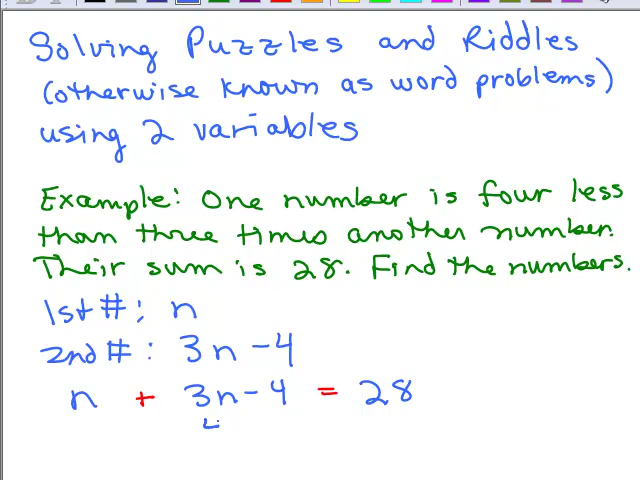 Solving Puzzles and Riddles
(otherwise known as word problems)
using 2 variables
Example: One number is four less
than three times another number.
Their sum is 28. Find the numbers.
1st #: n
2nd #: 3n - 4
n + 3n - 4 = 28